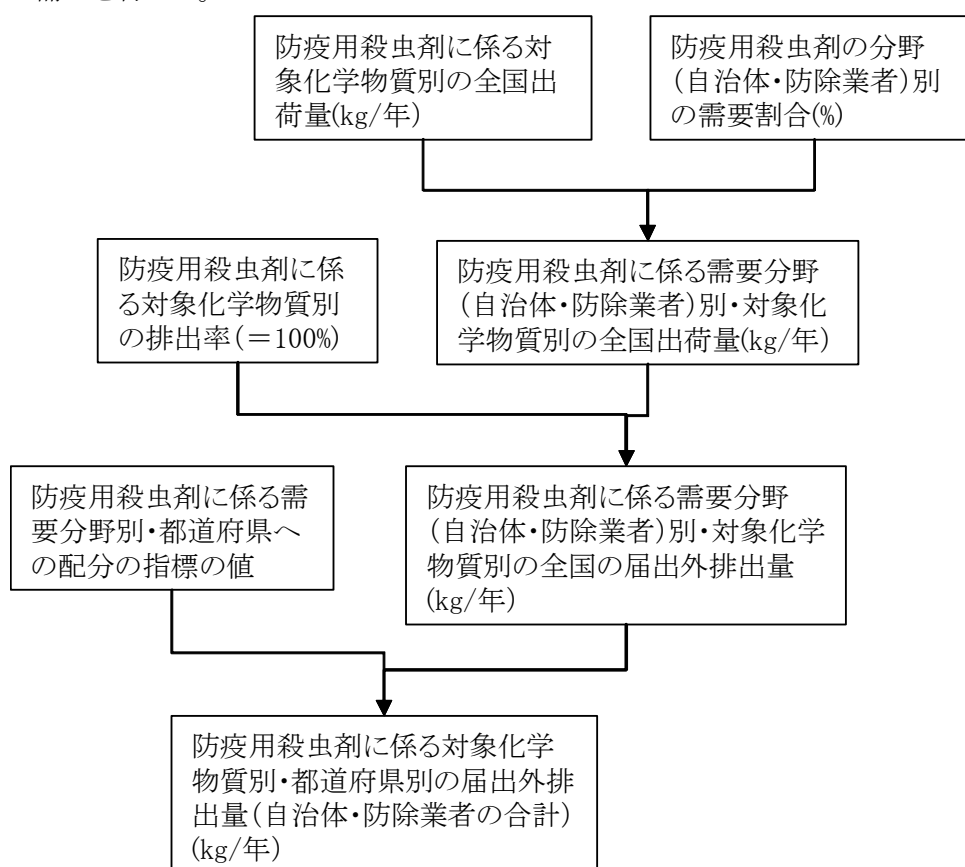 防疫用殺虫剤に係る対
象化学物質別の全国出
荷量(kg/年)
防疫用殺虫剤の分野
(自治体・防除業者)別
の需要割合(%)
防疫用殺虫剤に係
る対象化学物質別
の排出率(＝100%)
防疫用殺虫剤に係る需要分野
(自治体・防除業者)別・対象化
学物質別の全国出荷量(kg/年)
防疫用殺虫剤に係る需
要分野別・都道府県へ
の配分の指標の値
防疫用殺虫剤に係る需要分野
(自治体・防除業者)別・対象化学
物質別の全国の届出外排出量
(kg/年)
防疫用殺虫剤に係る対象化学
物質別・都道府県別の届出外排
出量(自治体・防除業者の合計)
(kg/年)